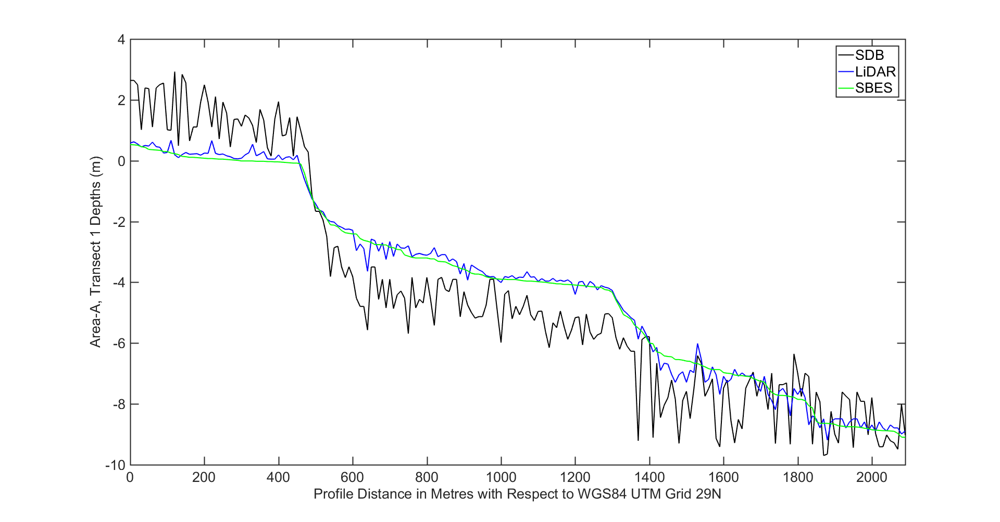 4
2
0
-2
-4
-6
-8
-10
Area-A, Transect 1 Depths (m)
SDB
LiDAR
SBES
0 200 400 600 800 1000 1200 1400 1600 1800 2000
Profile Distance in Metres with Respect to WGS84 UTM Grid 29N